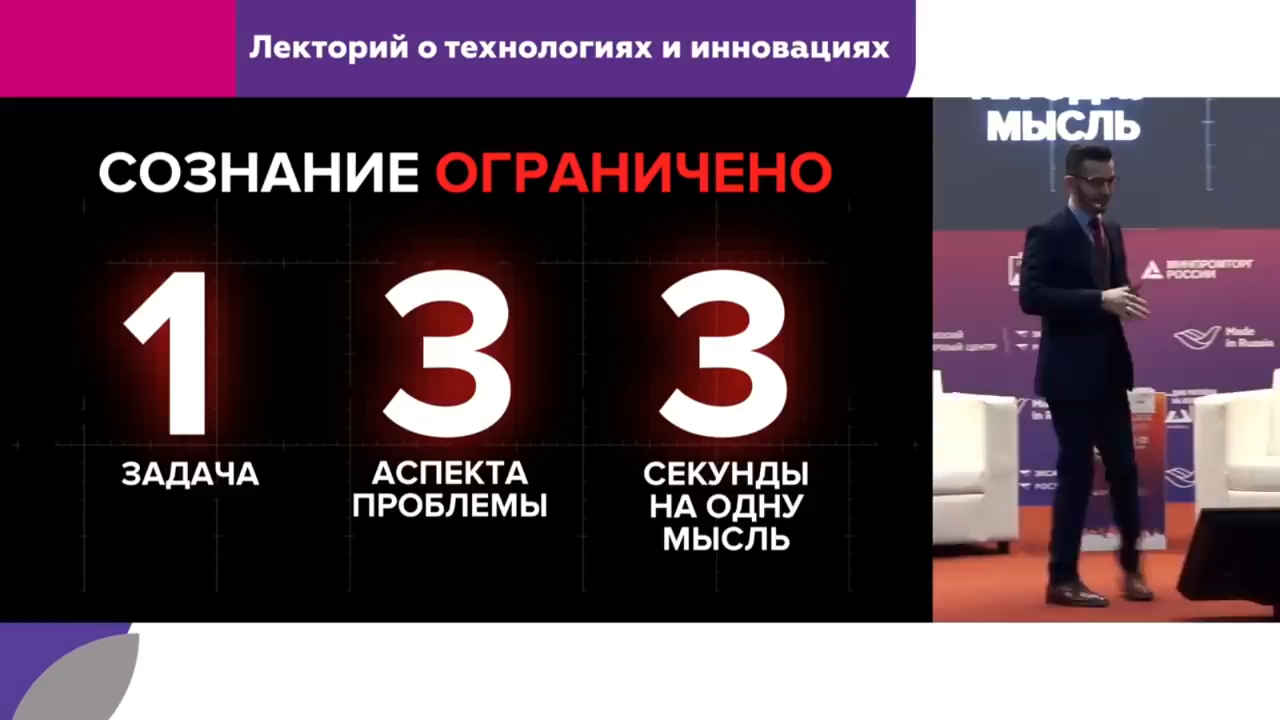 Лекторий о технологиях и инновациях
СОЗНАНИЕ ОГРАНИЧЕНО
1
ЗАДАЧА
3
АСПЕКТА
ПРОБЛЕМЫ
3
СЕКУНДЫ
НА ОДНУ
МЫСЛЬ
МЫСЛЬ
МИНПРОМТОРГ
РОССИИ
Made
in Russia